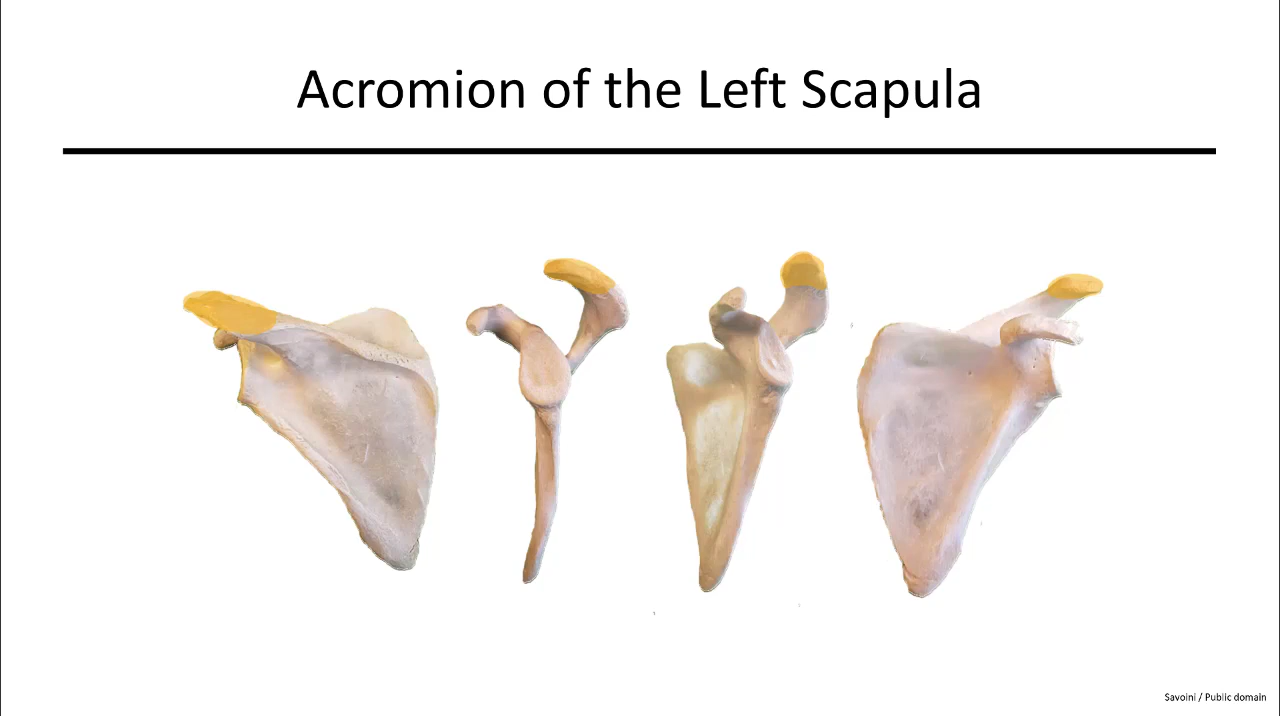 Acromion of the Left Scapula
Savoini / Public domain